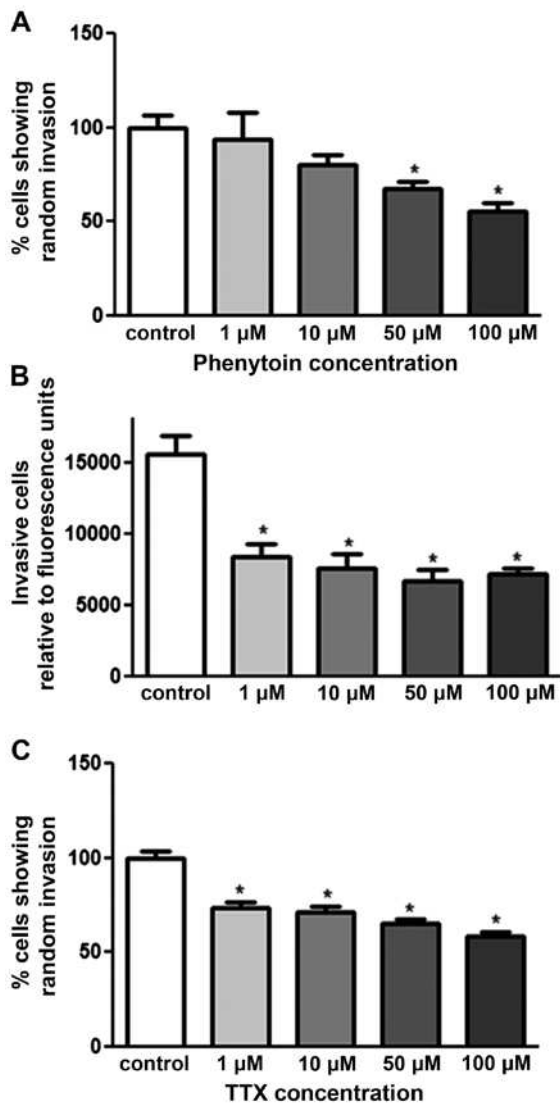 A
% cells showing
random invasion
150
100
50
0
*
*
control 1 µM 10 µM 50 µM 100 µM
Phenytoin concentration
B
Invasive cells
relative to fluorescence units
15000
10000
5000
0
*
*
*
*
control 1 µM 10 µM 50 µM 100 µM
C
% cells showing
random invasion
150
100
50
0
*
*
*
*
control 1 µM 10 µM 50 µM 100 µM
TTX concentration